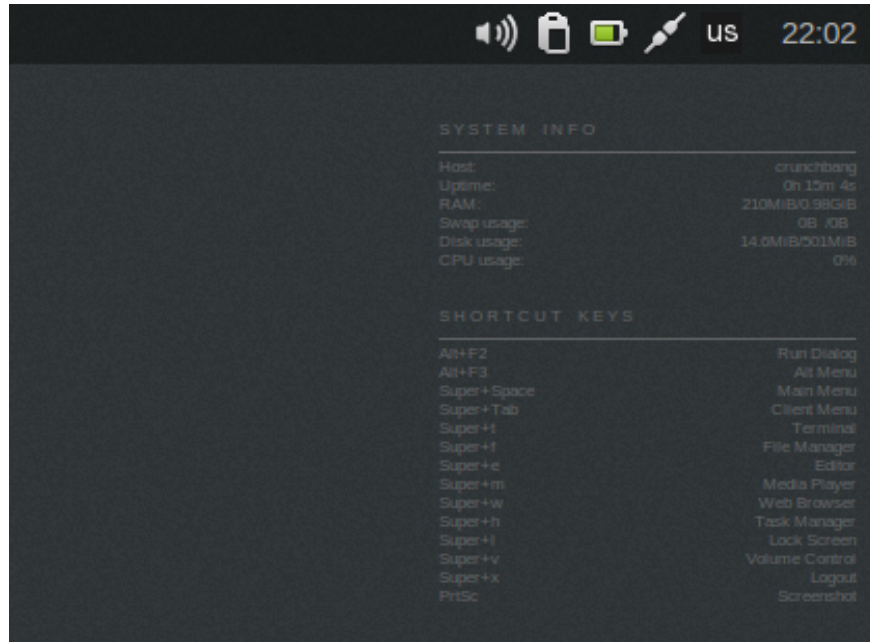 us 22:02
SYSTEM INFO
Host: crunchbang
Uptime: 0h 15m 4s
RAM: 210MiB/0.98GiB
Swap usage: 0B /0B
Disk usage: 14.6MiB/501MiB
CPU usage: 0%
SHORTCUT KEYS
Alt+F2 Run Dialog
Alt+F3 Alt Menu
Super+Space Main Menu
Super+Tab Client Menu
Super+t Terminal
Super+f File Manager
Super+e Editor
Super+m Media Player
Super+w Web Browser
Super+h Task Manager
Super+l Lock Screen
Super+v Volume Control
Super+x Logout
PrtSc Screenshot